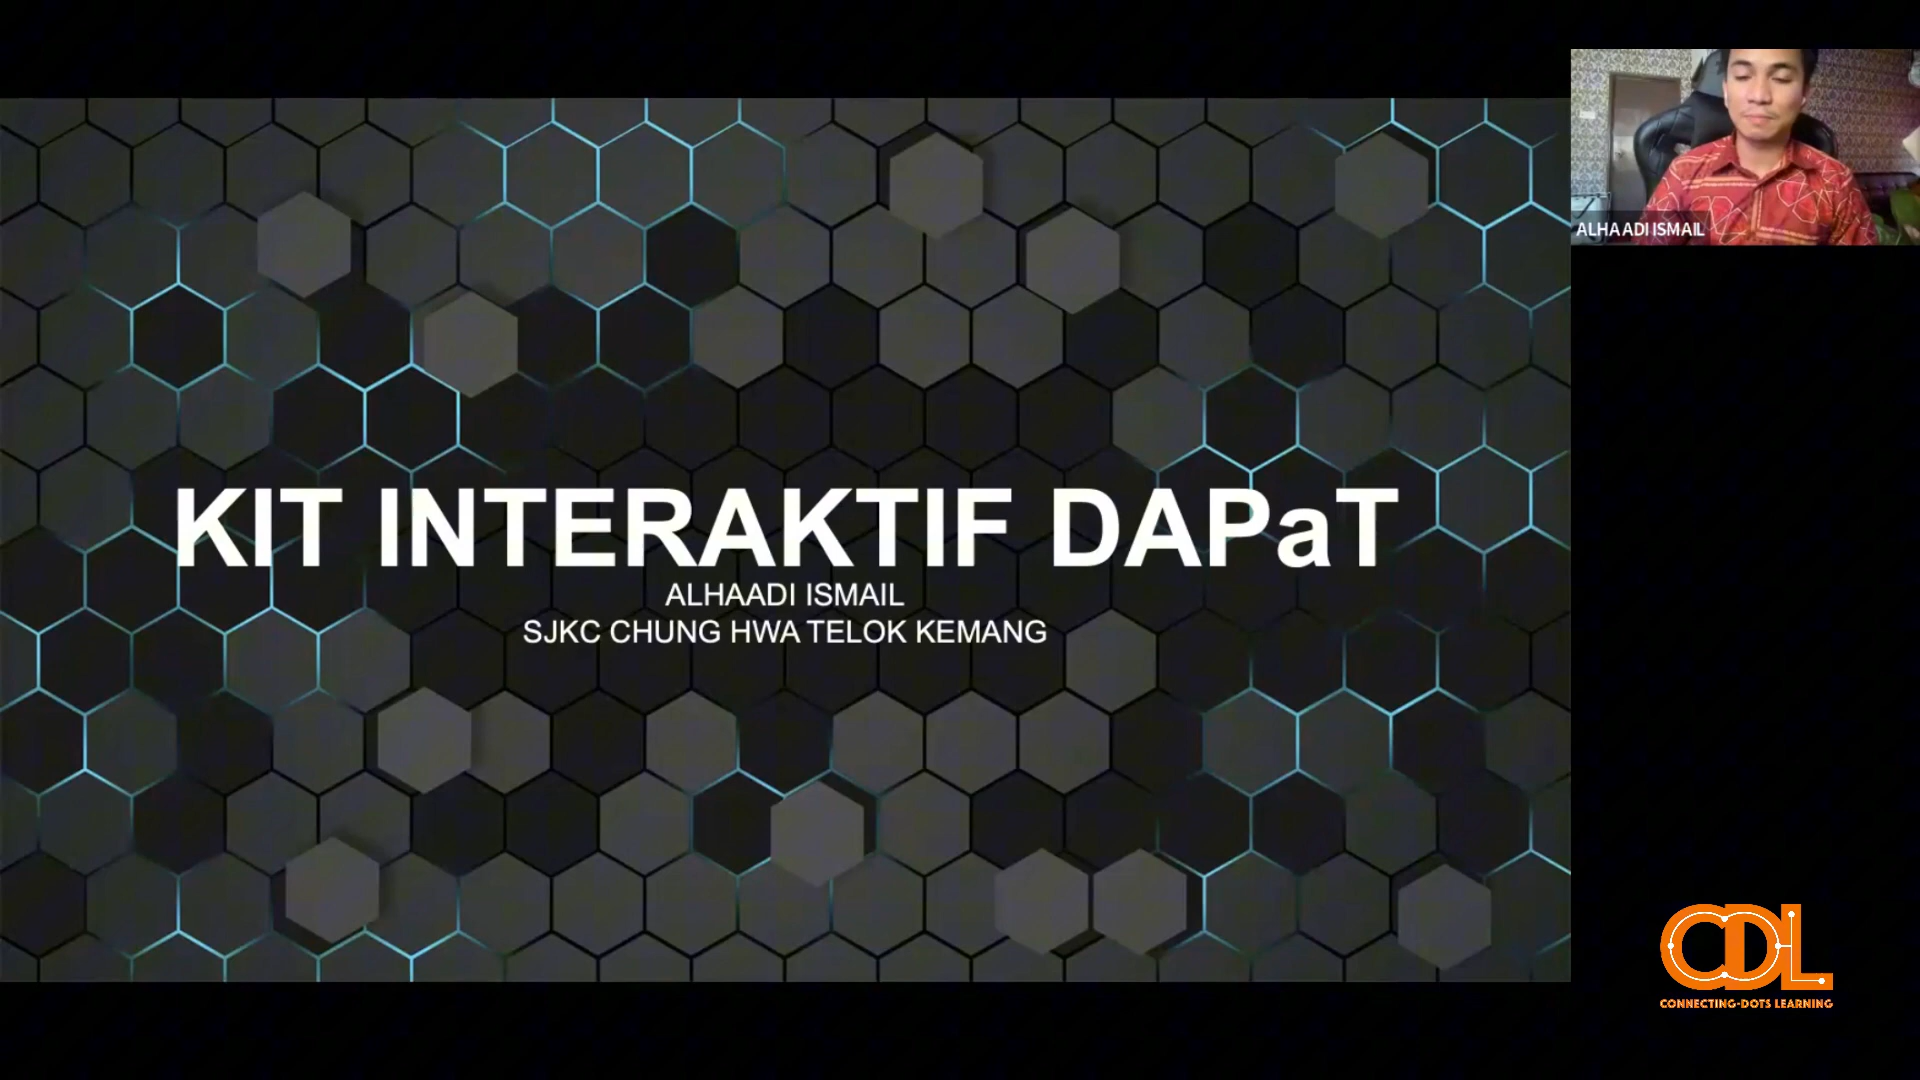 KIT INTERAKTIF DAPaT
ALHAADI ISMAIL
SJKC CHUNG HWA TELOK KEMANG
ALHAADI ISMAIL
CDL
CONNECTING-DOTS LEARNING